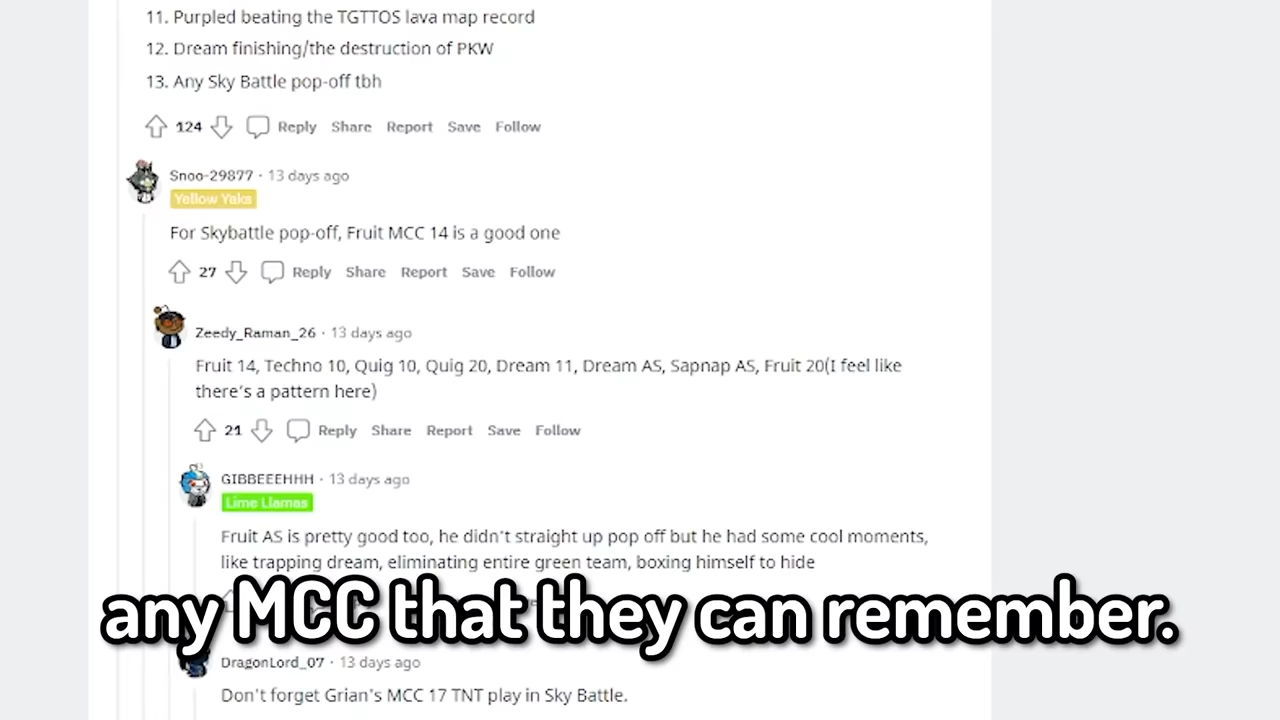 11. Purpled beating the TGTTOS lava map record
12. Dream finishing/the destruction of PKW
13. Any Sky Battle pop-off tbh
124 Reply Share Report Save Follow
Snoo-29877 · 13 days ago
Yellow Yaks
For Skybattle pop-off, Fruit MCC 14 is a good one
27 Reply Share Report Save Follow
Zeedy_Raman_26 · 13 days ago
Fruit 14, Techno 10, Quig 10, Quig 20, Dream 11, Dream AS, Sapnap AS, Fruit 20(I feel like
there's a pattern here)
21 Reply Share Report Save Follow
GIBBEEEHHH · 13 days ago
Lime Llamas
Fruit AS is pretty good too, he didn't straight up pop off but he had some cool moments,
like trapping dream, eliminating entire green team, boxing himself to hide
any MCC that they can remember.
DragonLord_07 · 13 days ago
Don't forget Grian's MCC 17 TNT play in Sky Battle.